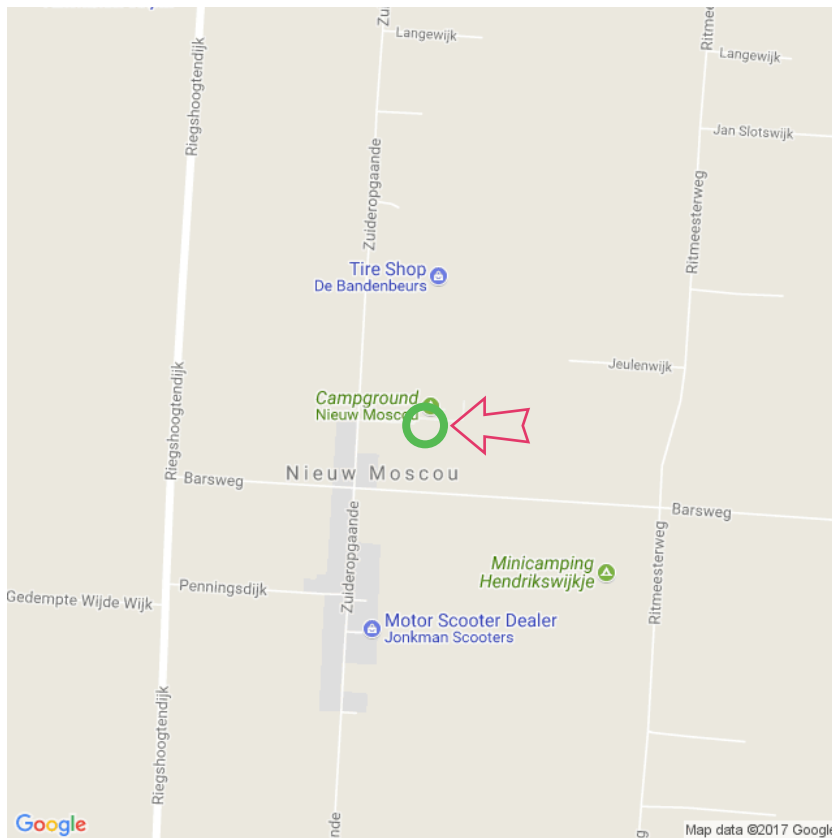 Langewijk
Langewijk
Jan Slotswijk
Riegshoogtendijk
Zuideropgaande
Ritmeesterweg
Tire Shop
De Bandenbeurs
Jeulenwijk
Campground
Nieuw Moscou
Riegshoogtendijk
Nieuw Moscou
Barsweg
Barsweg
Zuideropgaande
Ritmeesterweg
Minicamping
Hendrikswijkje
Penningsdijk
Gedempte Wijde Wijk
Motor Scooter Dealer
Jonkman Scooters
Riegshoogtendijk
Google
Map data ©2017 Google